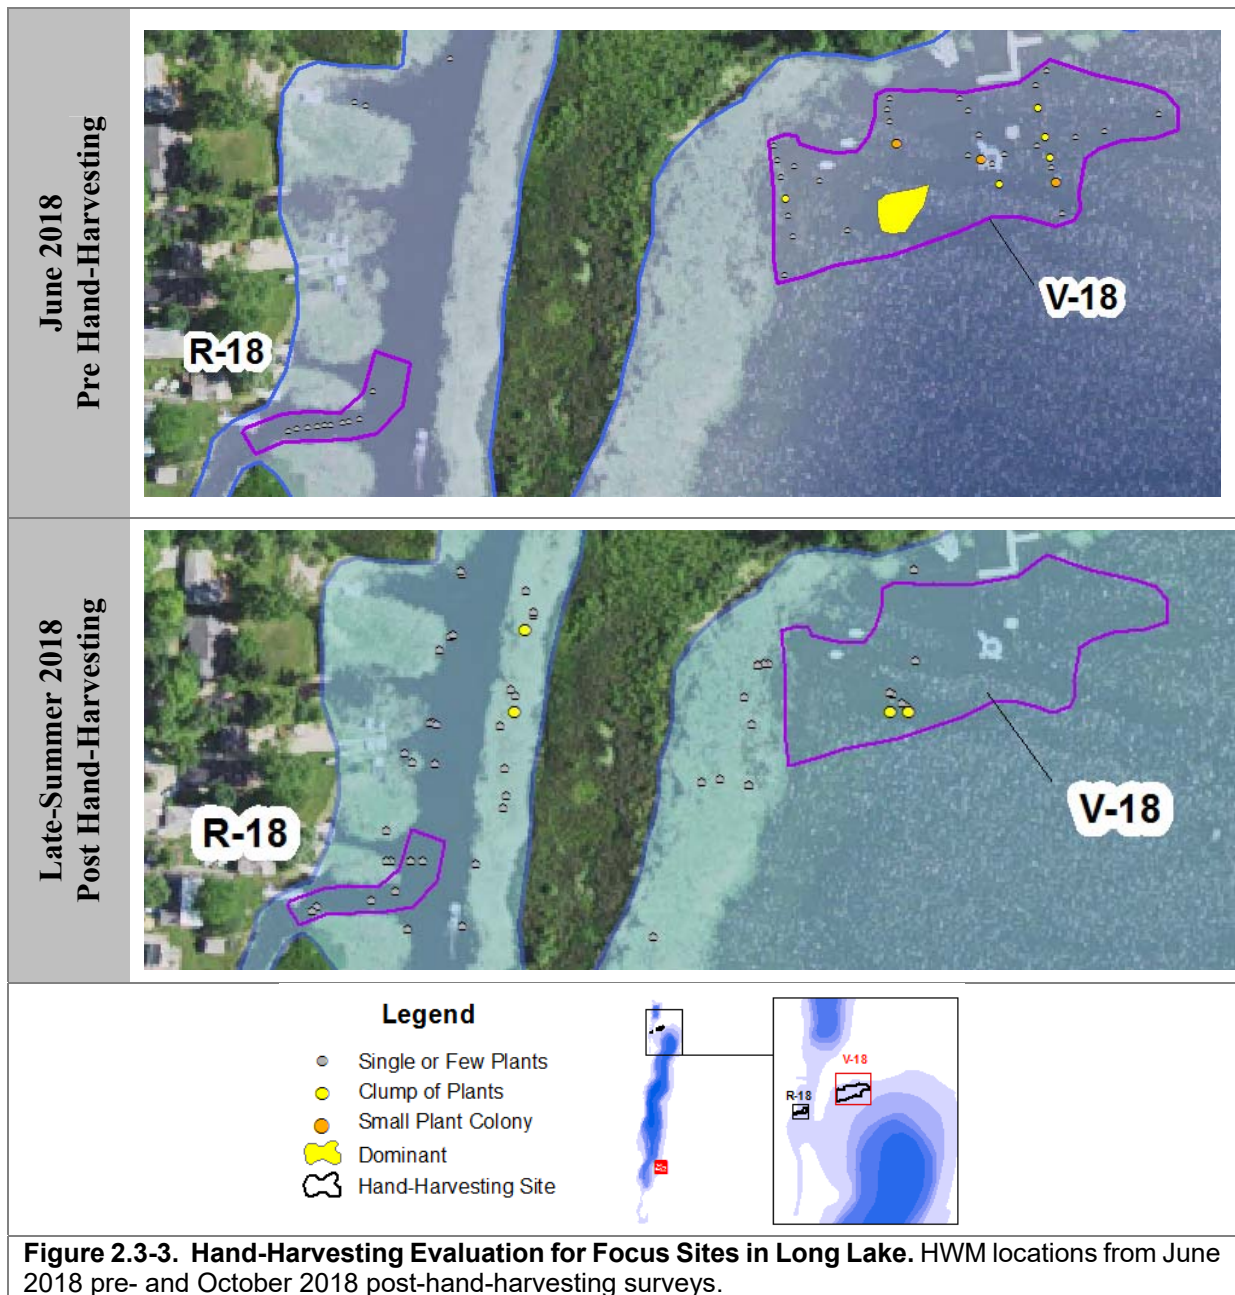 June 2018
Pre Hand-Harvesting
R-18
V-18
Late-Summer 2018
Post Hand-Harvesting
R-18
V-18
Legend
Single or Few Plants
Clump of Plants
Small Plant Colony
Dominant
Hand-Harvesting Site
V-18
R-18
Figure 2.3-3. Hand-Harvesting Evaluation for Focus Sites in Long Lake. HWM locations from June
2018 pre- and October 2018 post-hand-harvesting surveys.